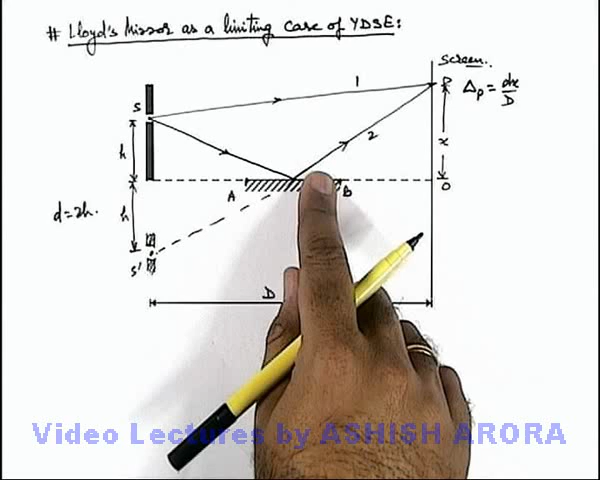 # Lloyd's Mirror as a limiting case of YDSE:
Screen.
1
P
Δp = dx/D
S
2
h
x
A
B
O
d=2h.
h
S'
D
Video Lectures by ASHISH ARORA